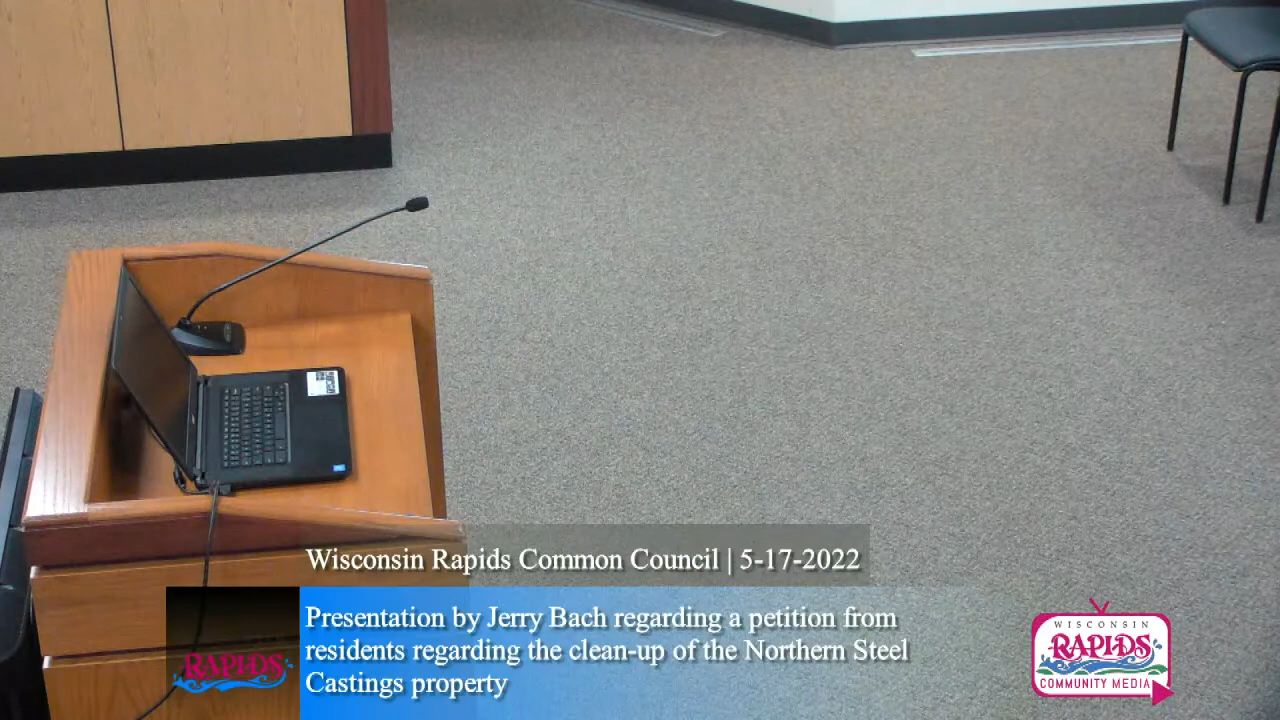 Wisconsin Rapids Common Council | 5-17-2022
Presentation by Jerry Bach regarding a petition from
residents regarding the clean-up of the Northern Steel
Castings property
RAPIDS
WISCONSIN
RAPIDS
COMMUNITY MEDIA